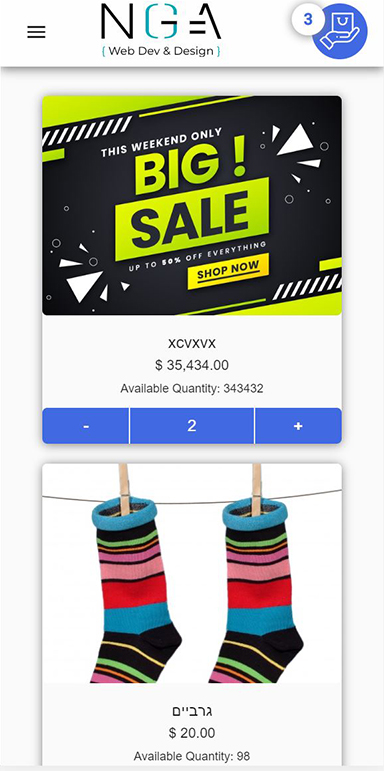 NGA
{ Web Dev & Design }
3
THIS WEEKEND ONLY
BIG !
SALE
UP TO 50% OFF EVERYTHING
SHOP NOW
xcvxvx
$ 35,434.00
Available Quantity: 343432
- 2 +
גרביים
$ 20.00
Available Quantity: 98